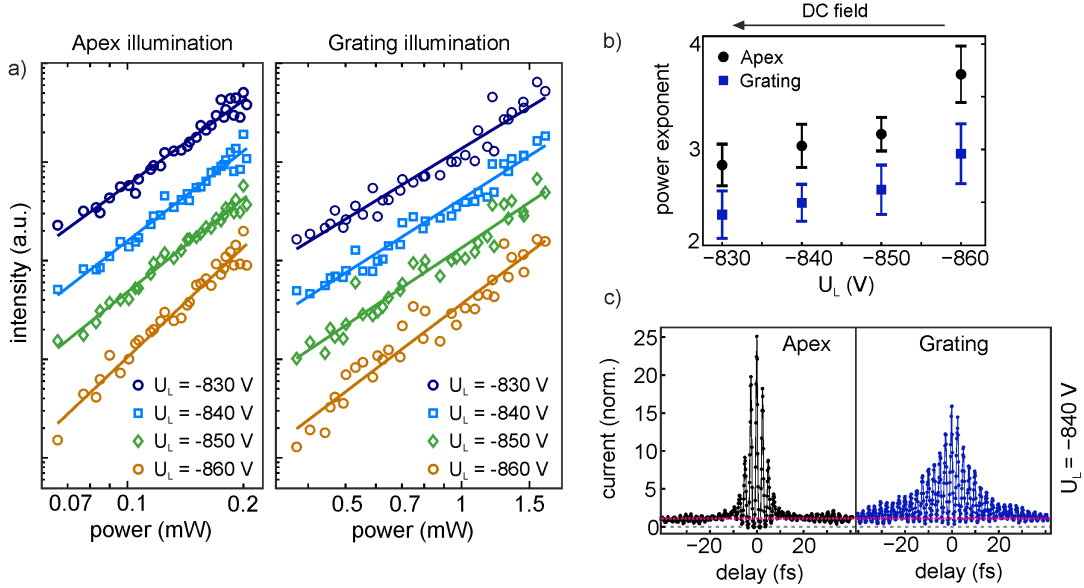 Apex illumination
Grating illumination
a)
intensity (a.u.)
U_L = -830 V
U_L = -840 V
U_L = -850 V
U_L = -860 V
0.07 0.1 0.2
power (mW)
U_L = -830 V
U_L = -840 V
U_L = -850 V
U_L = -860 V
0.5 0.7 1 1.5
power (mW)
DC field
b)
power exponent
4
3
2
Apex
Grating
−830 −840 −850 −860
U_L (V)
c)
current (norm.)
25
20
15
10
5
0
Apex
Grating
U_L = −840 V
−20 0 20
−20 0 20
delay (fs)
delay (fs)